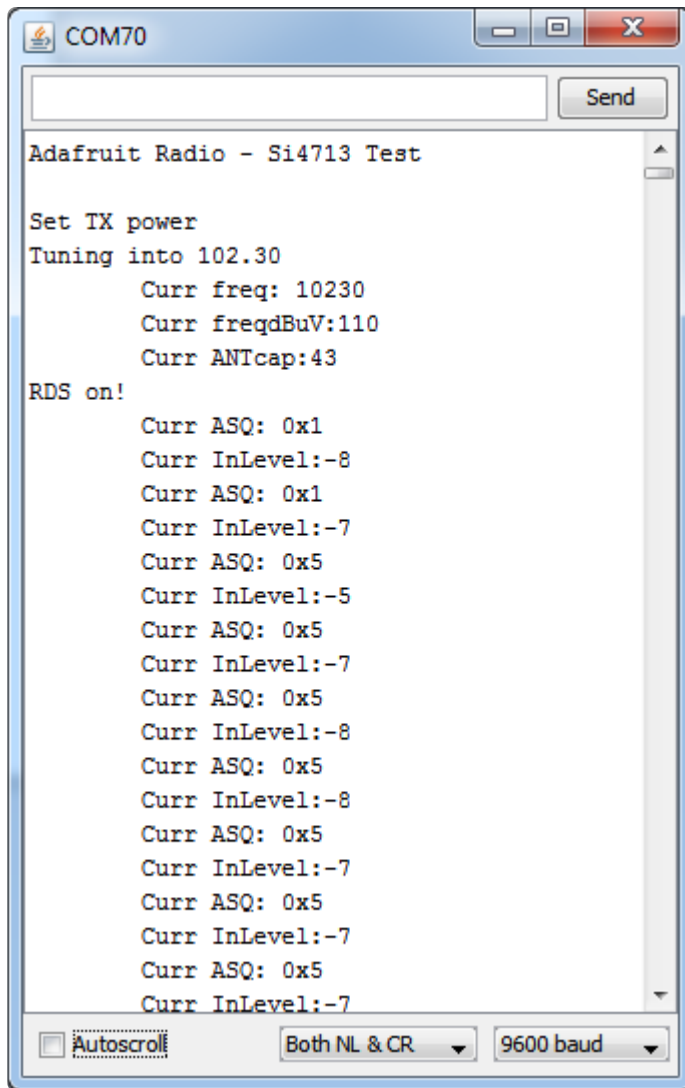 COM70
Send
Adafruit Radio - Si4713 Test
Set TX power
Tuning into 102.30
Curr freq: 10230
Curr freqdBuV:110
Curr ANTcap:43
RDS on!
Curr ASQ: 0x1
Curr InLevel:-8
Curr ASQ: 0x1
Curr InLevel:-7
Curr ASQ: 0x5
Curr InLevel:-5
Curr ASQ: 0x5
Curr InLevel:-7
Curr ASQ: 0x5
Curr InLevel:-8
Curr ASQ: 0x5
Curr InLevel:-8
Curr ASQ: 0x5
Curr InLevel:-7
Curr ASQ: 0x5
Curr InLevel:-7
Curr ASQ: 0x5
Curr InLevel:-7
Autoscroll Both NL & CR 9600 baud